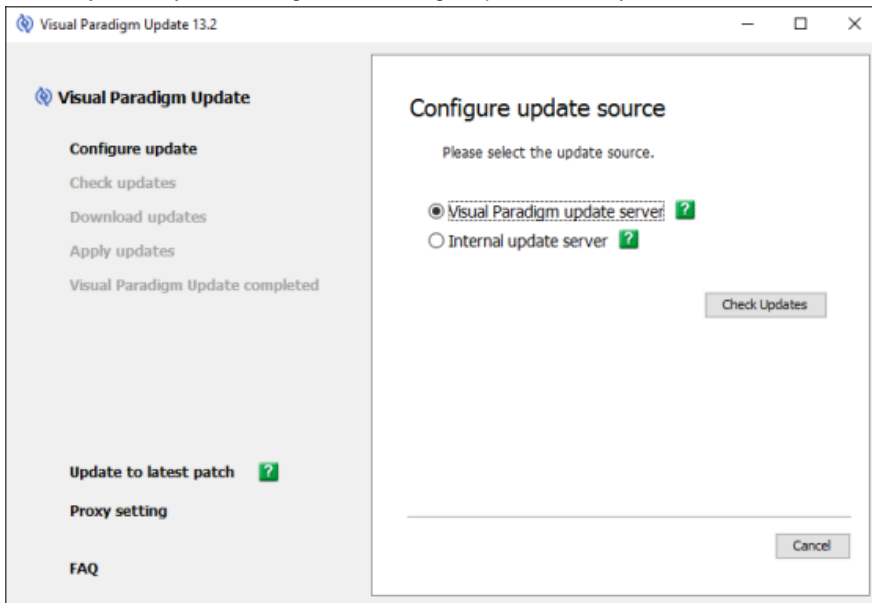 Visual Paradigm Update 13.2
Visual Paradigm Update
Configure update
Check updates
Download updates
Apply updates
Visual Paradigm Update completed
Update to latest patch ?
Proxy setting
FAQ
Configure update source
Please select the update source.
Visual Paradigm update server ?
Internal update server ?
Check Updates
Cancel